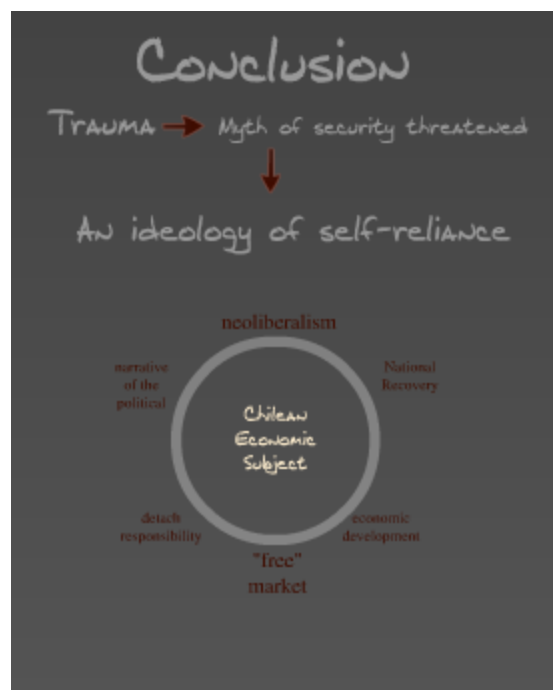 Conclusion
Trauma → Myth of security threatened
An ideology of self-reliance
neoliberalism
narrative
of the
political
National
Recovery
Chilean
Economic
Subject
detach
responsibility
economic
development
"free"
market